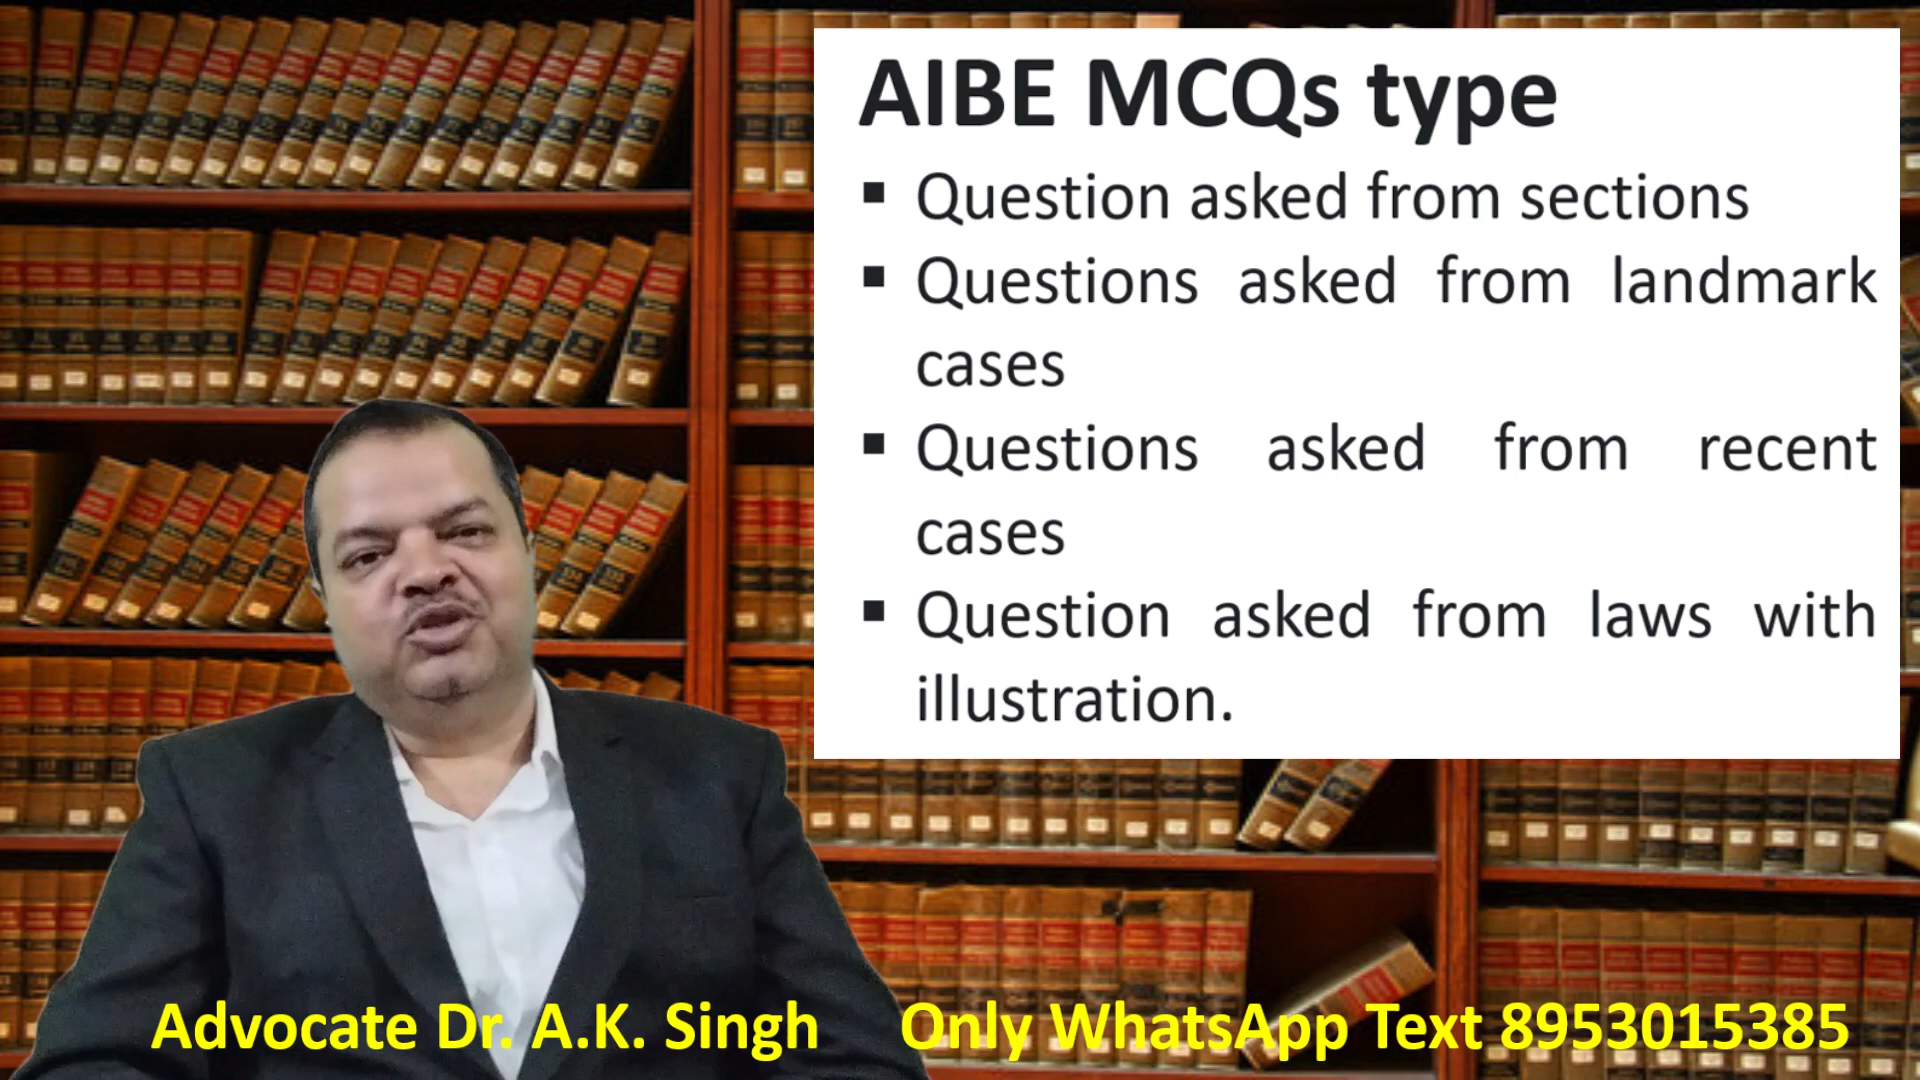 AIBE MCQs type
▪ Question asked from sections
▪ Questions asked from landmark
cases
▪ Questions asked from recent
cases
▪ Question asked from laws with
illustration.
Advocate Dr. A.K. Singh Only WhatsApp Text 8953015385